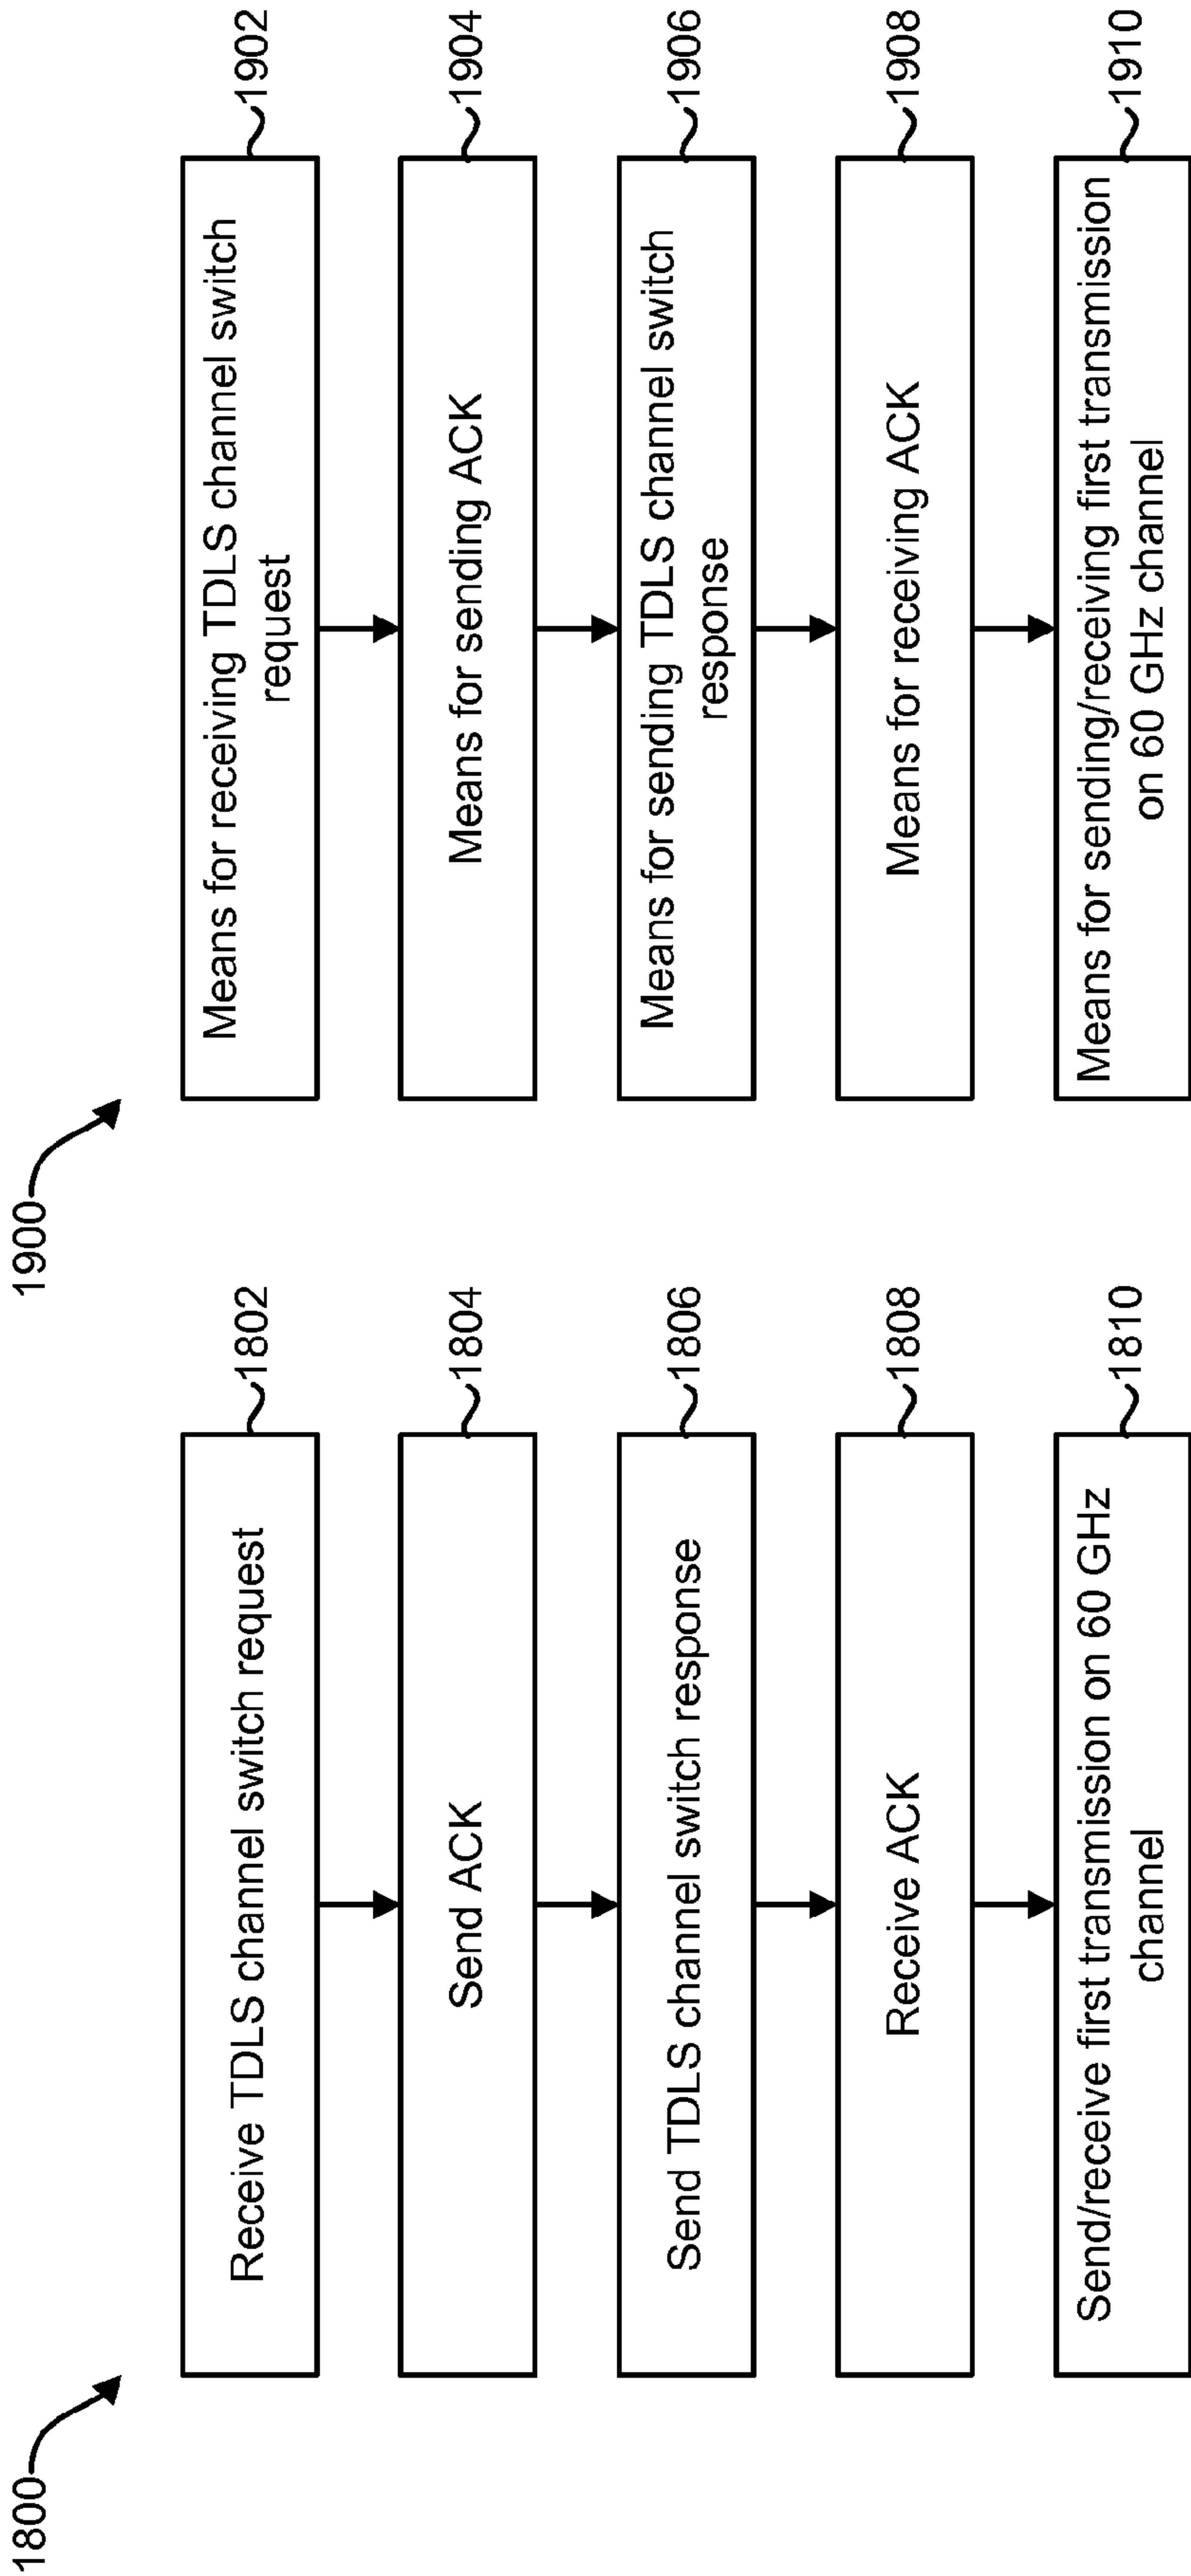 1800
Receive TDLS channel switch request
1802
Send ACK
1804
Send TDLS channel switch response
1806
Receive ACK
1808
Send/receive first transmission on 60 GHz
channel
1810
1900
Means for receiving TDLS channel switch
request
1902
Means for sending ACK
1904
Means for sending TDLS channel switch
response
1906
Means for receiving ACK
1908
Means for sending/receiving first transmission
on 60 GHz channel
1910